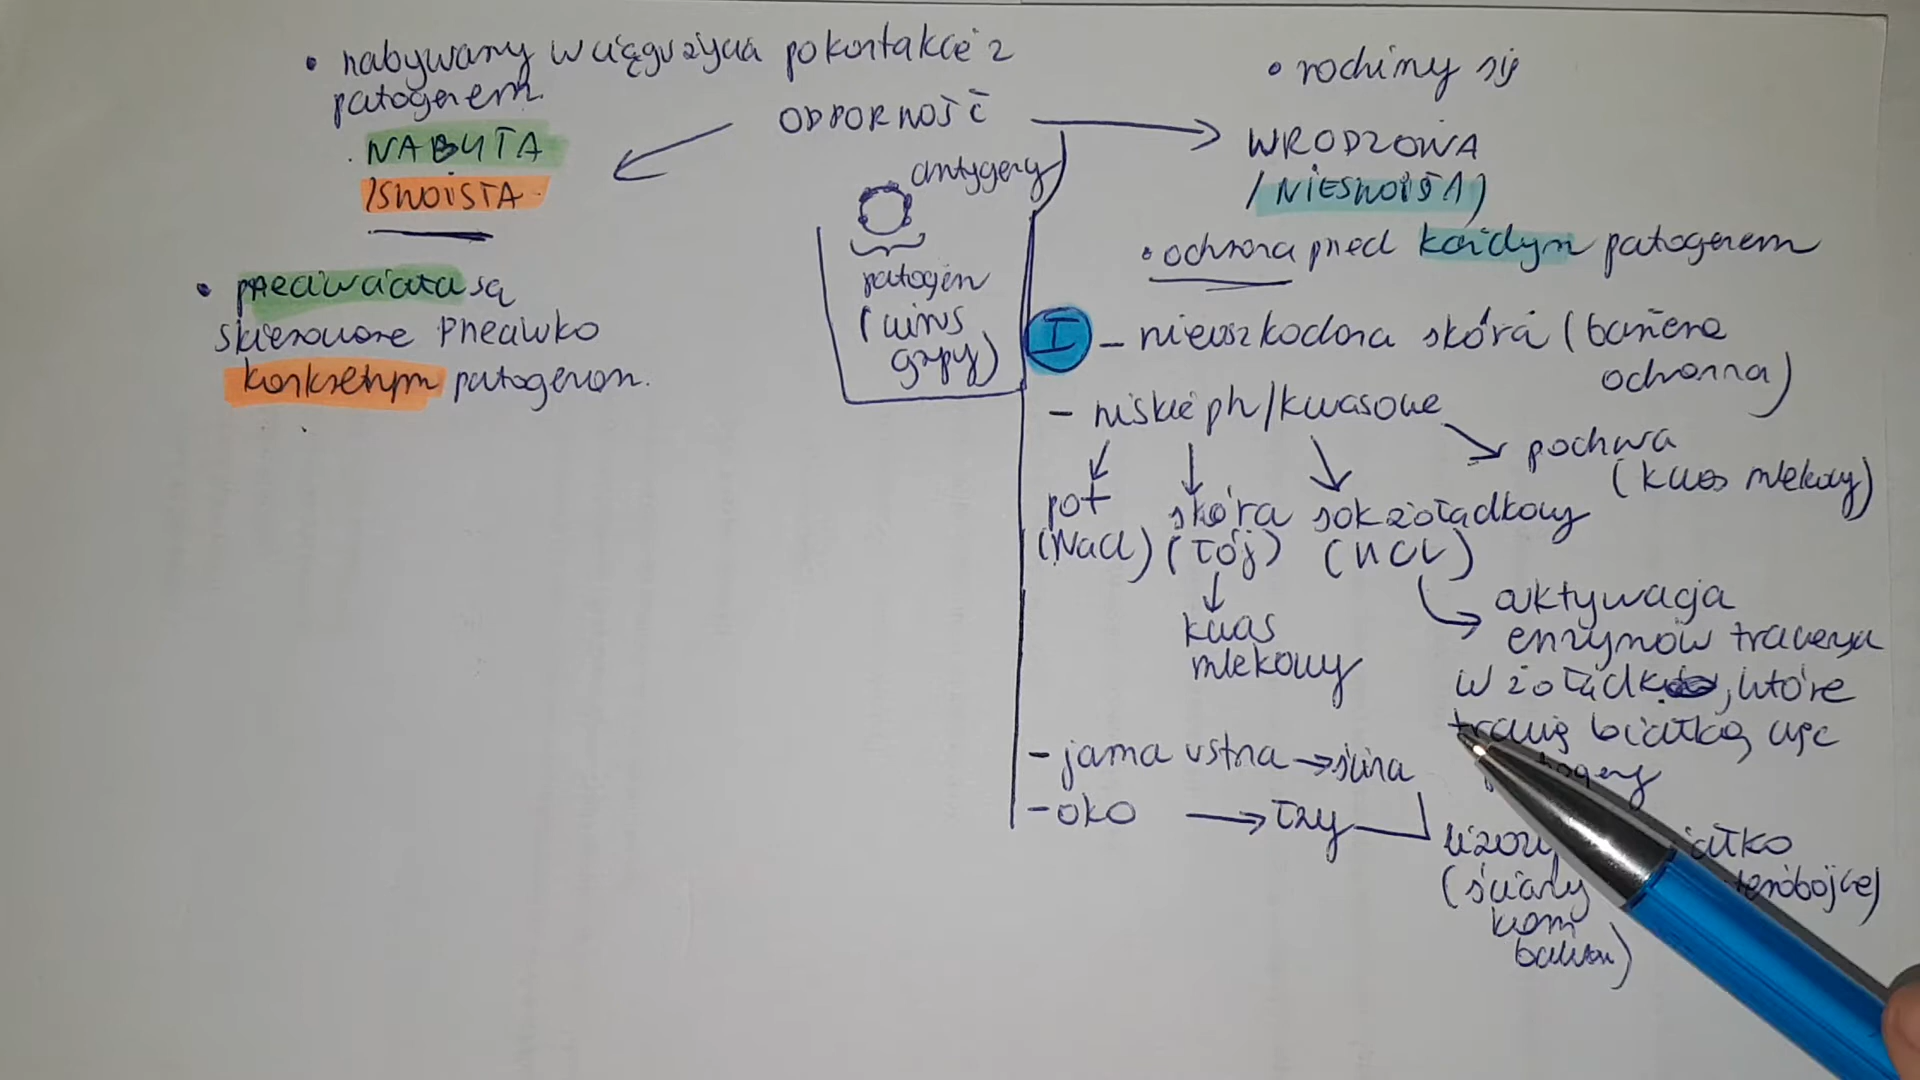 • nabywamy w ciągu życia po kontakcie z
patogenem.
ODPORNOŚĆ
. NABYTA
/SWOISTA
• przeciwciała są
skierowane przeciwko
konkretnym patogenom.
antygeny
patogen
(wirus
grypy)
• rodzimy się
WRODZONA
/NIESWOISTA)
• ochrona przed każdym patogenem
I – nieuszkodzona skóra (bariera
ochronna)
– niskie ph/kwasowe
pochwa
(kwas mlekowy)
pot skóra sok żołądkowy
(NaCl) (łój) (HCl)
kwas
mlekowy
aktywacja
enzymów trawienia
w żołądku, które
trawią białka, więc
– jama ustna → ślina
– oko → łzy
(ściany
kom
bakterii)